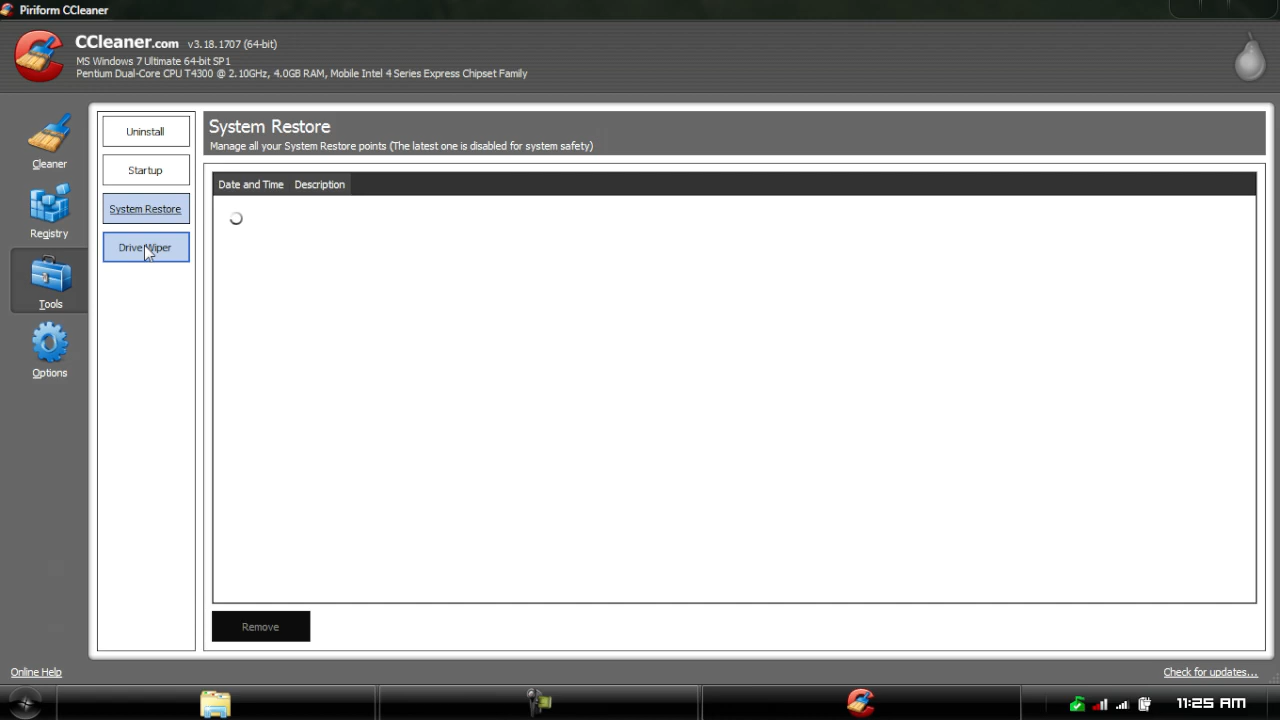 Piriform CCleaner
CCleaner.com v3.18.1707 (64-bit)
MS Windows 7 Ultimate 64-bit SP1
Pentium Dual-Core CPU T4300 @ 2.10GHz, 4.0GB RAM, Mobile Intel 4 Series Express Chipset Family
Cleaner
Registry
Tools
Options
Uninstall
Startup
System Restore
Drive Wiper
System Restore
Manage all your System Restore points (The latest one is disabled for system safety)
Date and Time Description
Remove
Online Help
Check for updates...
11:25 AM